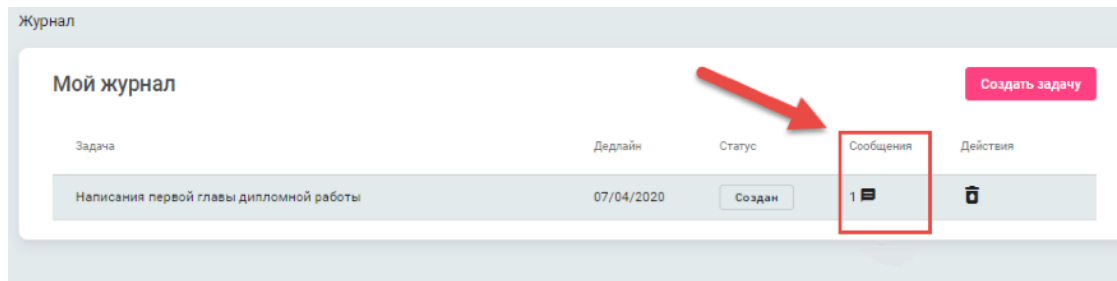 Журнал
Мой журнал
Создать задачу
Задача Дедлайн Статус Сообщения Действия
Написания первой главы дипломной работы 07/04/2020 Создан 1